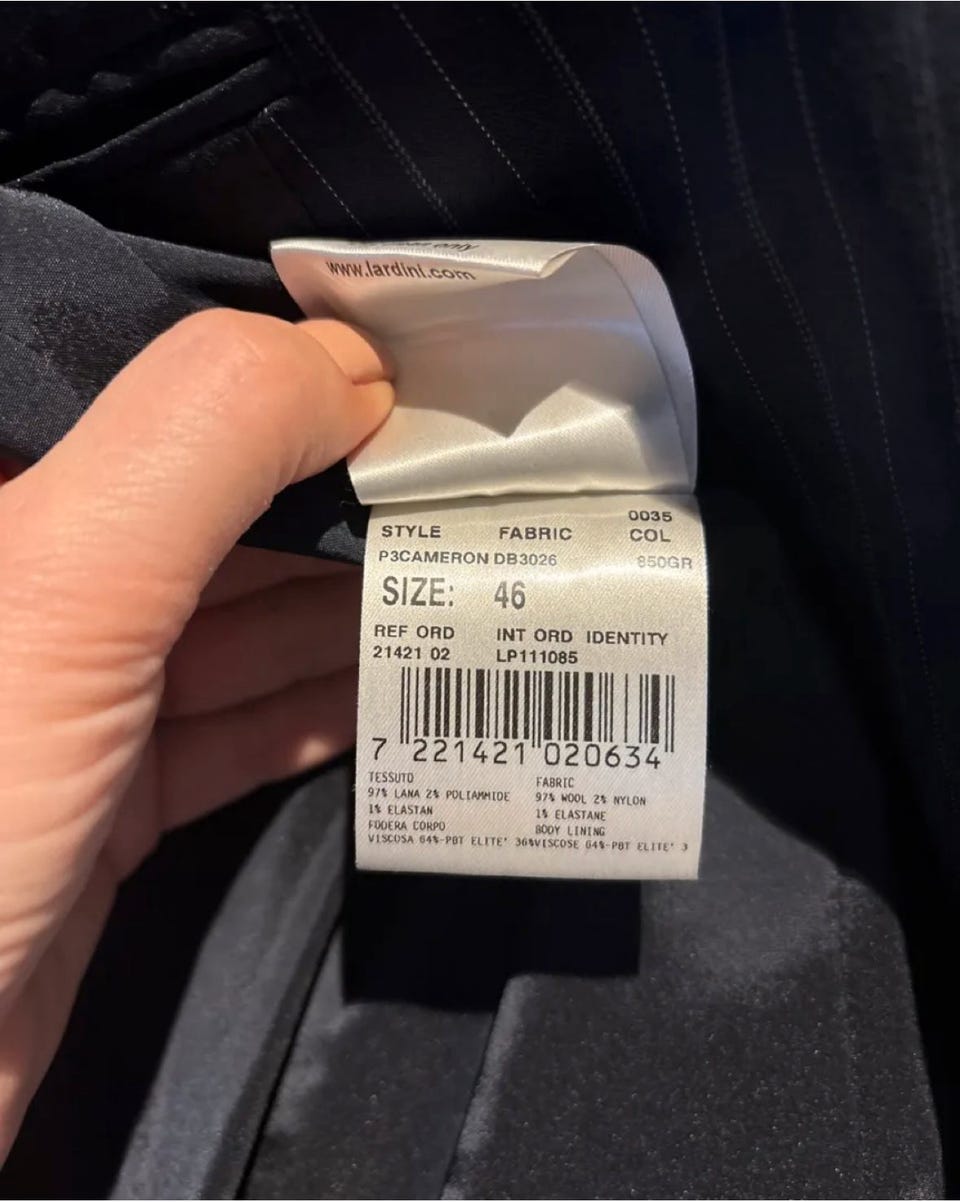 only
www.lardini.com
0035
STYLE FABRIC COL
P3CAMERON DB3026 850GR
SIZE: 46
REF ORD INT ORD IDENTITY
21421 02 LP111085
7 221421 020634
TESSUTO FABRIC
97% LANA 2% POLIAMMIDE 97% WOOL 2% NYLON
1% ELASTAN 1% ELASTANE
FODERA CORPO BODY LINING
VISCOSA 64%-PBT ELITE' 36%VISCOSE 64%-PBT ELITE' 3